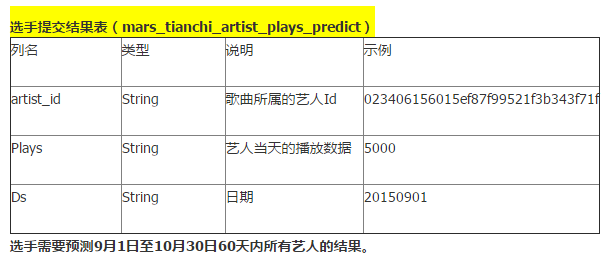 选手提交结果表（mars_tianchi_artist_plays_predict）
列名 类型 说明 示例
artist_id String 歌曲所属的艺人Id 023406156015ef87f99521f3b343f71f
Plays String 艺人当天的播放数据 5000
Ds String 日期 20150901
选手需要预测9月1日至10月30日60天内所有艺人的结果。